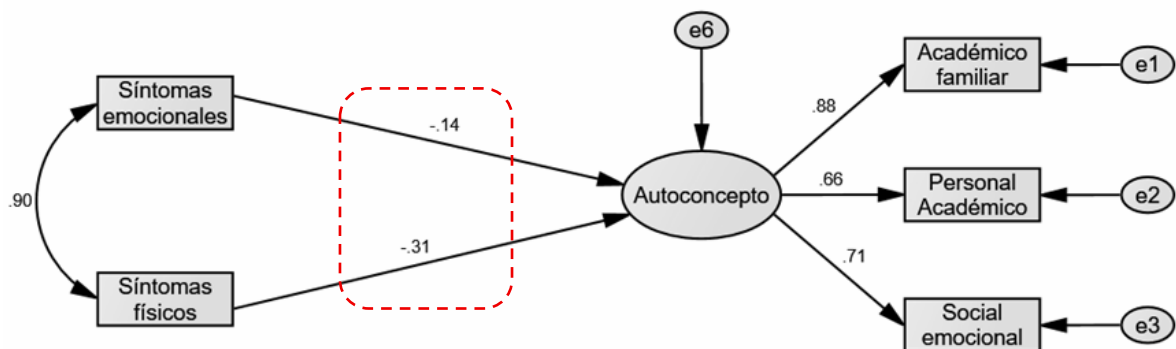 e6
Académico
familiar
e1
Síntomas
emocionales
.88
-.14
.90
Autoconcepto
.66
Personal
Académico
e2
-.31
.71
Síntomas
físicos
Social
emocional
e3